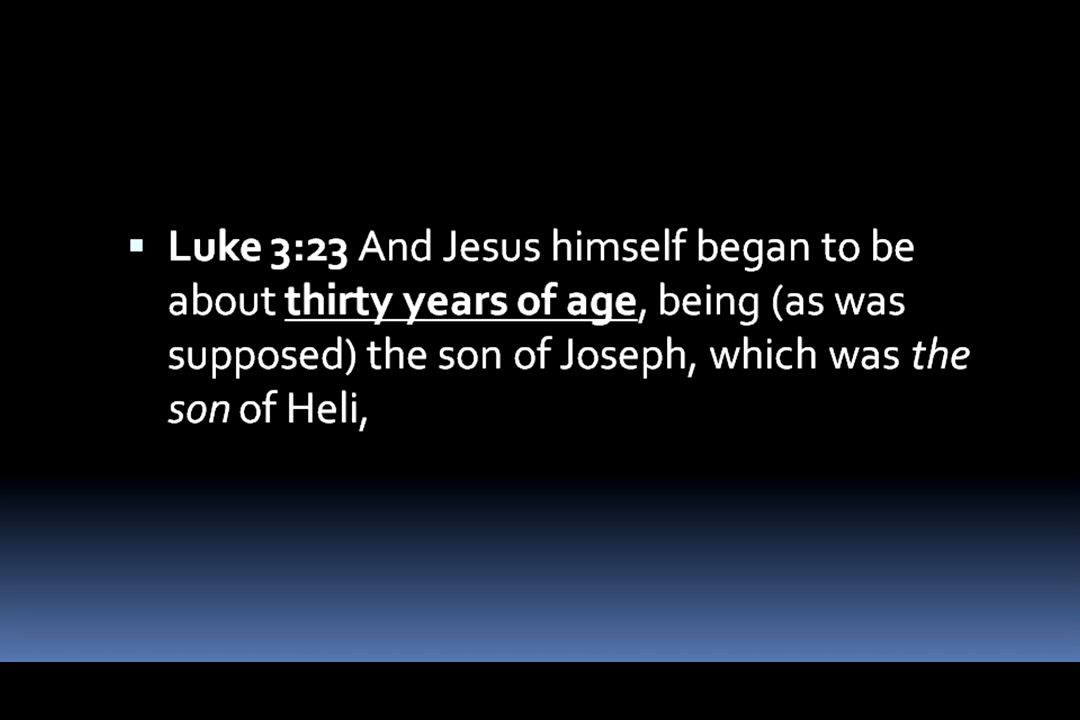 ▪ Luke 3:23 And Jesus himself began to be
about thirty years of age, being (as was
supposed) the son of Joseph, which was the
son of Heli,